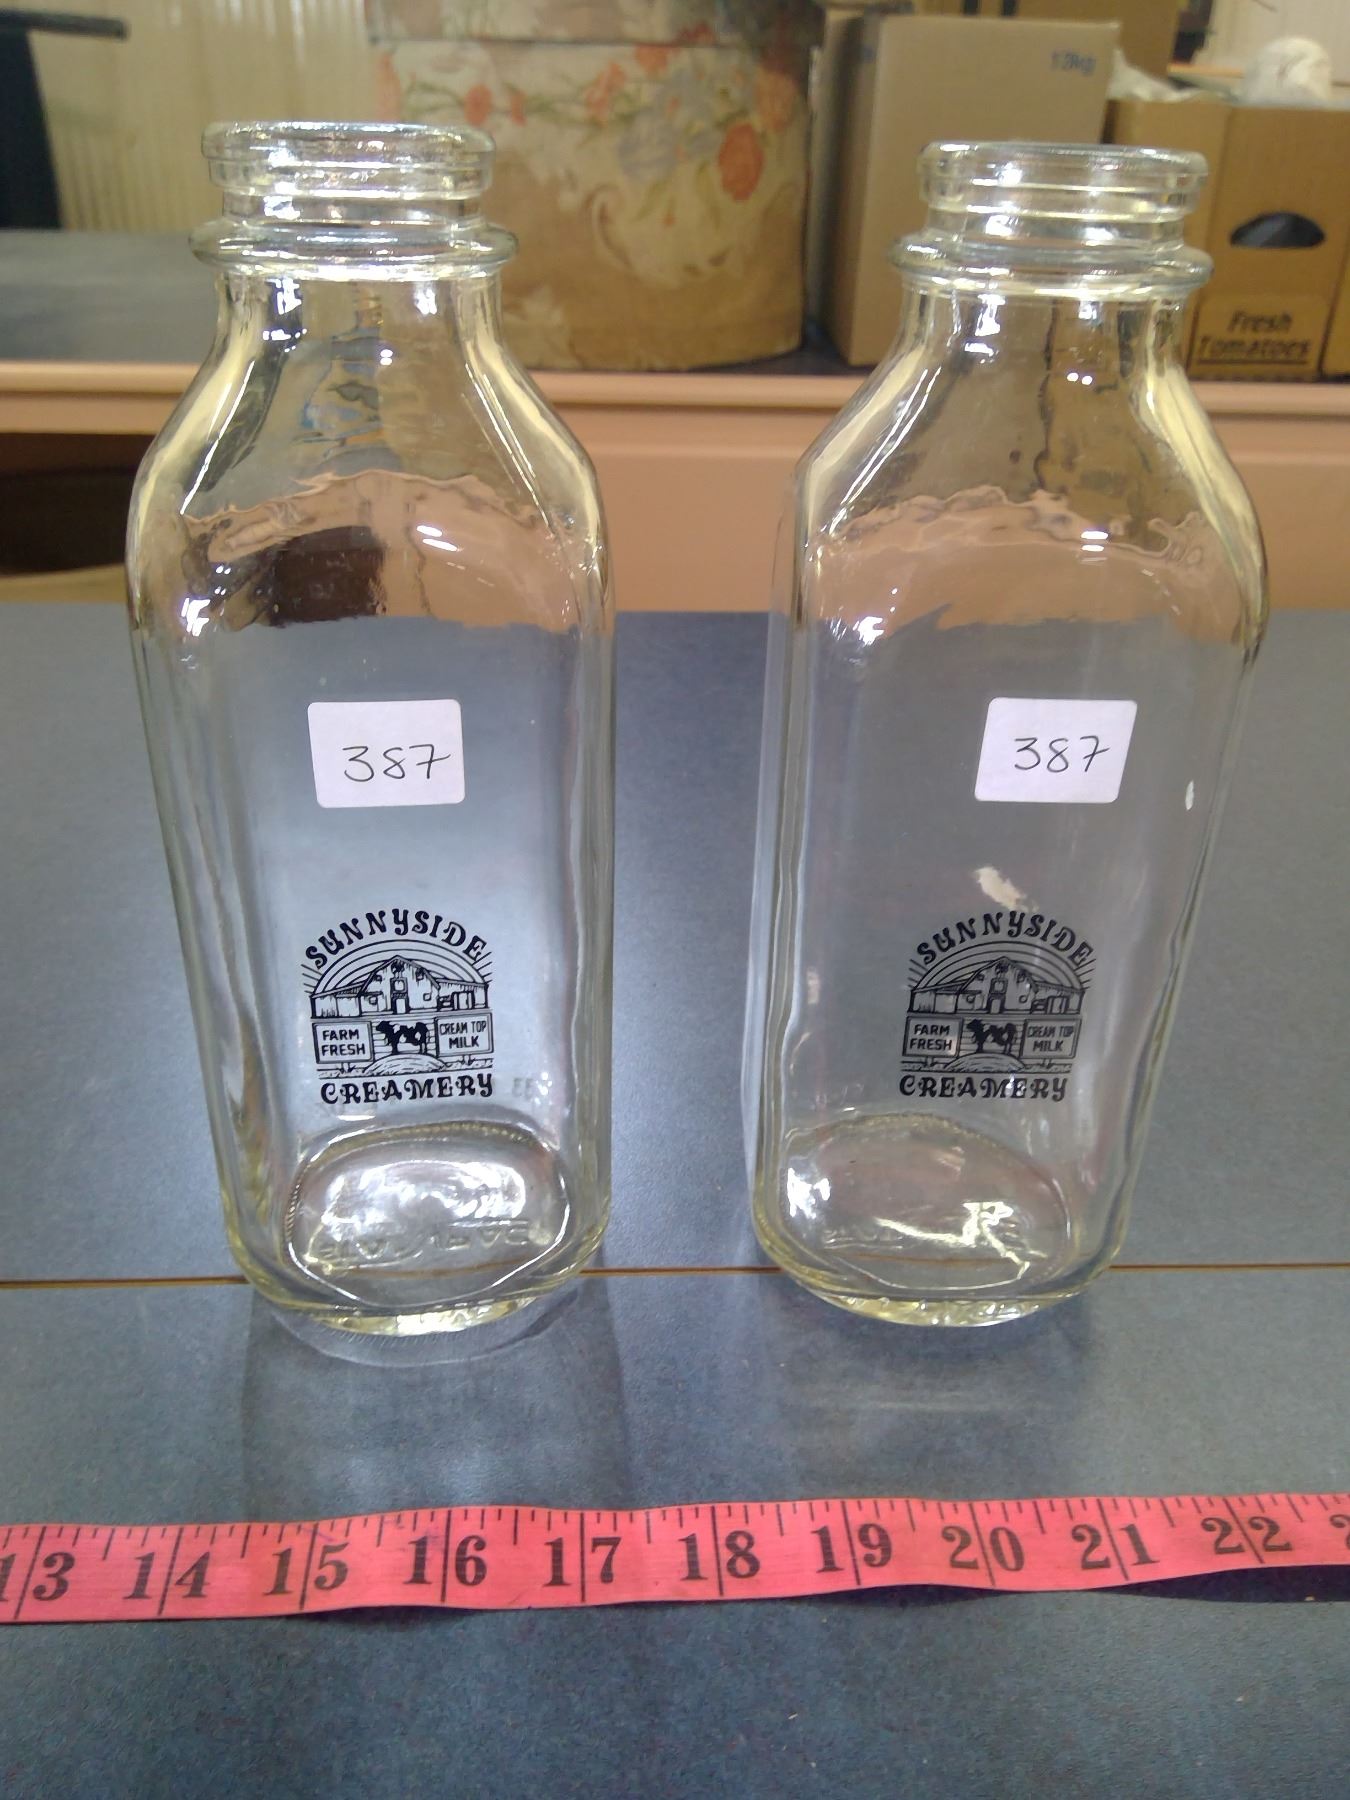 12kg
Fresh
Tomatoes
387
SUNNYSIDE
FARM
FRESH
CREAM TOP
MILK
CREAMERY
387
SUNNYSIDE
FARM
FRESH
CREAM TOP
MILK
CREAMERY
13 14 15 16 17 18 19 20 21 22